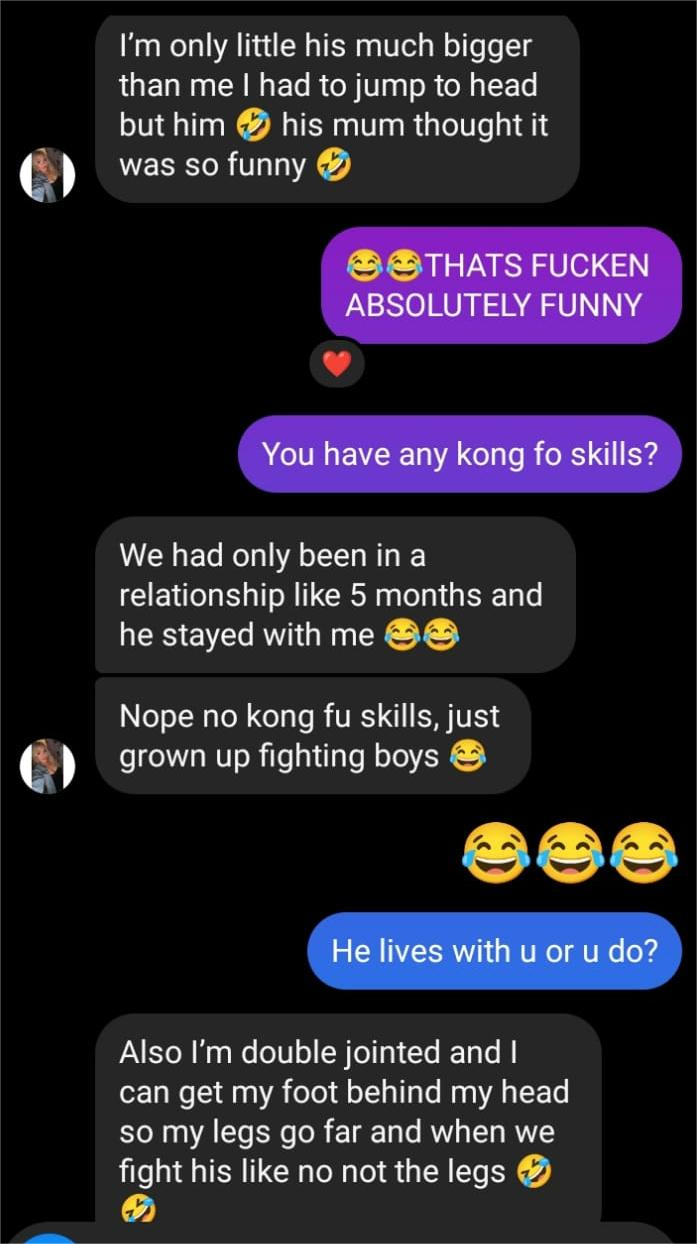 I'm only little his much bigger
than me I had to jump to head
but him 🤣 his mum thought it
was so funny 🤣
😂😂THATS FUCKEN
ABSOLUTELY FUNNY
You have any kong fo skills?
We had only been in a
relationship like 5 months and
he stayed with me 😂😂
Nope no kong fu skills, just
grown up fighting boys 😂
😂😂😂
He lives with u or u do?
Also I'm double jointed and I
can get my foot behind my head
so my legs go far and when we
fight his like no not the legs 🤣
🤣